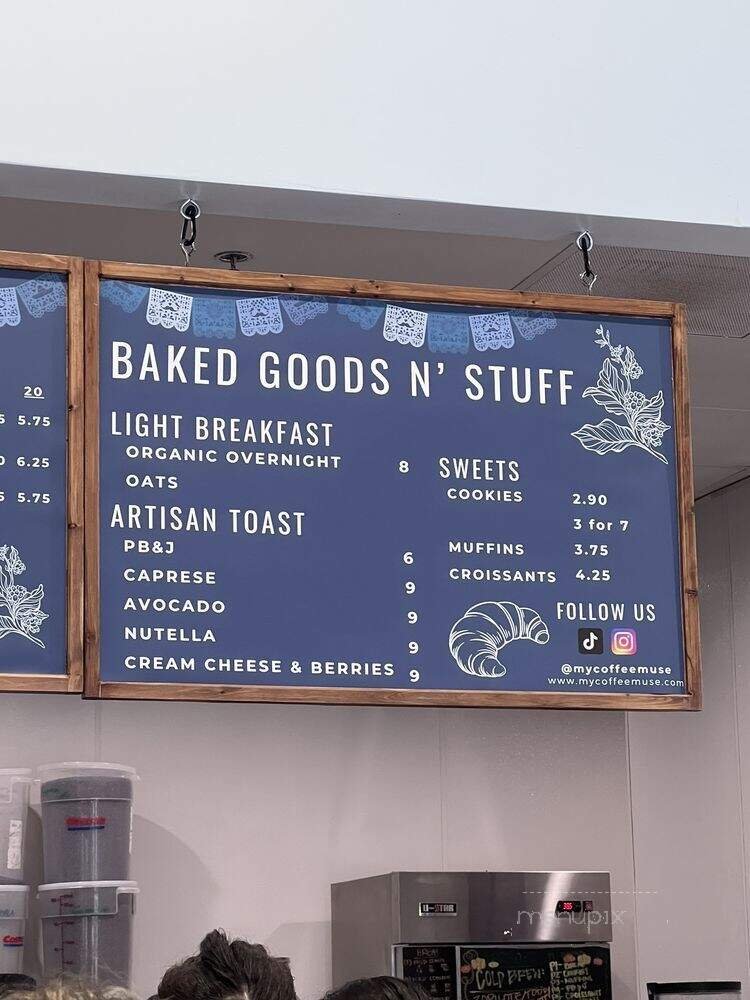 20
5.75
6.25
5.75
BAKED GOODS N' STUFF
LIGHT BREAKFAST
ORGANIC OVERNIGHT 8
OATS
ARTISAN TOAST
PB&J 6
CAPRESE 9
AVOCADO 9
NUTELLA 9
CREAM CHEESE & BERRIES 9
SWEETS
COOKIES 2.90
3 for 7
MUFFINS 3.75
CROISSANTS 4.25
FOLLOW US
@mycoffeemuse
www.mycoffeemuse.com
U-STAR
menupix
COLD BREW: